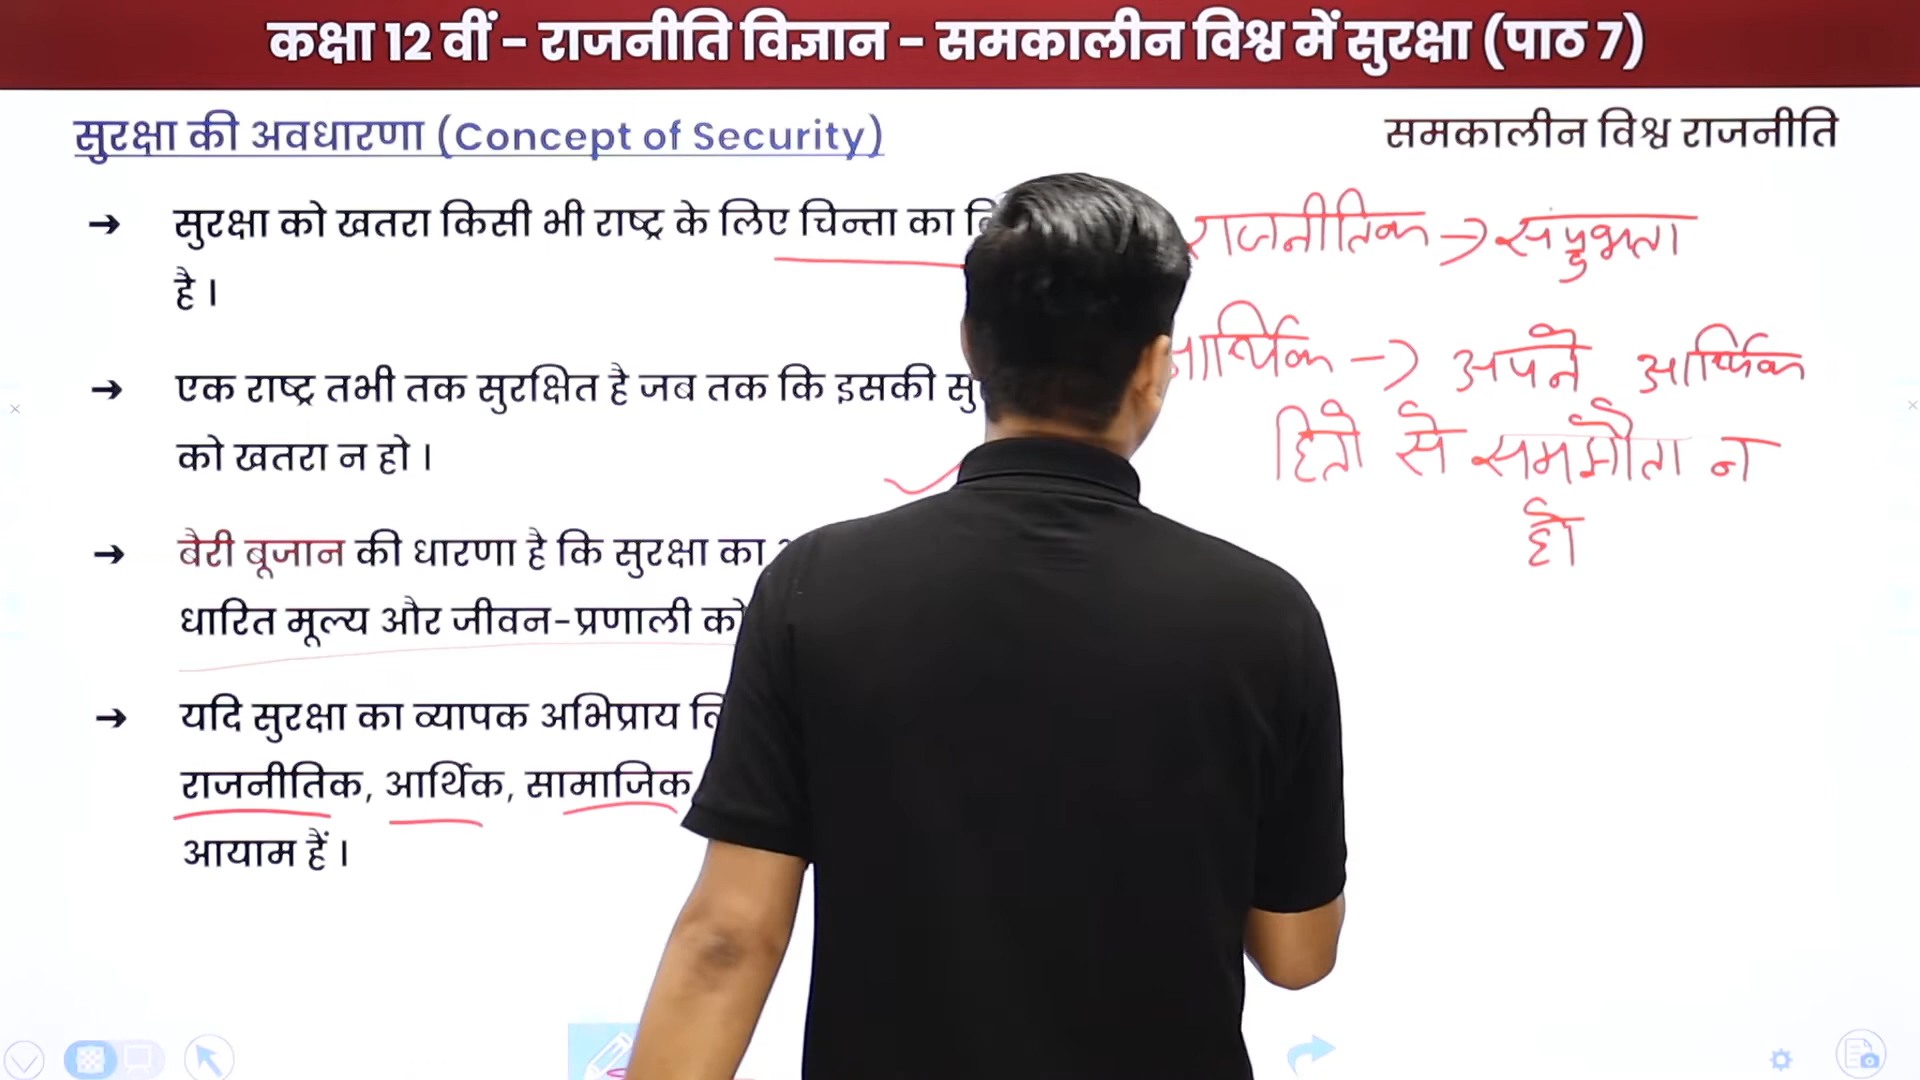 कक्षा 12 वीं - राजनीति विज्ञान - समकालीन विश्व में सुरक्षा (पाठ 7)
सुरक्षा की अवधारणा (Concept of Security)
समकालीन विश्व राजनीति
➔ सुरक्षा को खतरा किसी भी राष्ट्र के लिए चिन्ता का
है ।
➔ एक राष्ट्र तभी तक सुरक्षित है जब तक कि इसकी
को खतरा न हो ।
➔ बैरी बूजान की धारणा है कि सुरक्षा का
धारित मूल्य और जीवन-प्रणाली को
➔ यदि सुरक्षा का व्यापक अभिप्राय
राजनीतिक, आर्थिक, सामाजिक
आयाम हैं ।
राजनीतिक → संप्रुभता
आर्थिक → अपने आर्थिक
हितो से समझौता न
हो